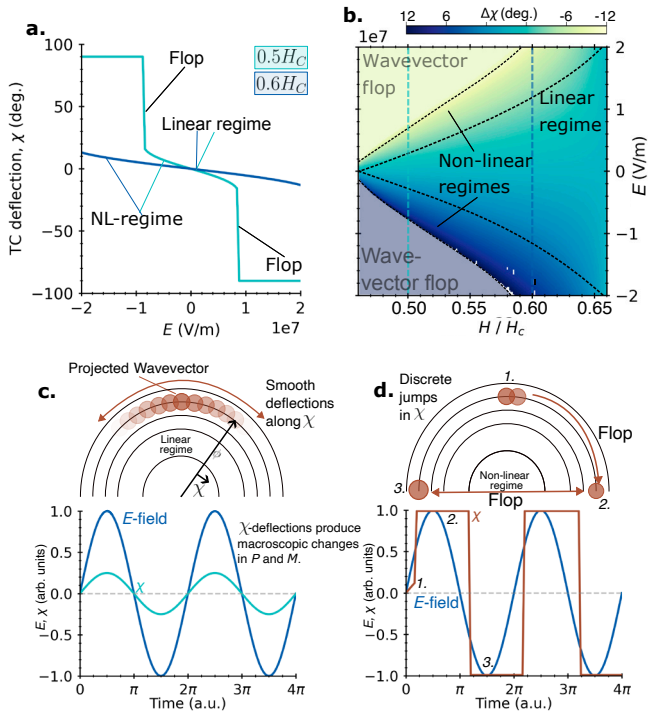 a.
100
50
0
−50
−100
−2
−1
0
1
2
1e7
E (V/m)
TC deflection, χ (deg.)
Flop
0.5H_C
0.6H_C
Linear regime
NL-regime
Flop
b.
Δχ (deg.)
12
6
0
-6
-12
1e7
Wavevector
flop
Linear
regime
Non-linear
regimes
Wave-
vector flop
2
1
0
−1
−2
E (V/m)
0.50
0.55
0.60
0.65
H / H_c
c.
Projected Wavevector
Smooth
deflections
along χ
Linear
regime
χ
E-field
χ-deflections produce
macroscopic changes
in P and M.
χ
1.0
0.5
0.0
−0.5
−1.0
E, χ (arb. units)
0
π
2π
3π
4π
Time (a.u.)
d.
Discrete
jumps
in χ
1.
Flop
3.
Non-linear
regime
Flop
2.
2.
χ
1.
E-field
3.
1.0
0.5
0.0
−0.5
−1.0
E, χ (arb. units)
0
π
2π
3π
4π
Time (a.u.)